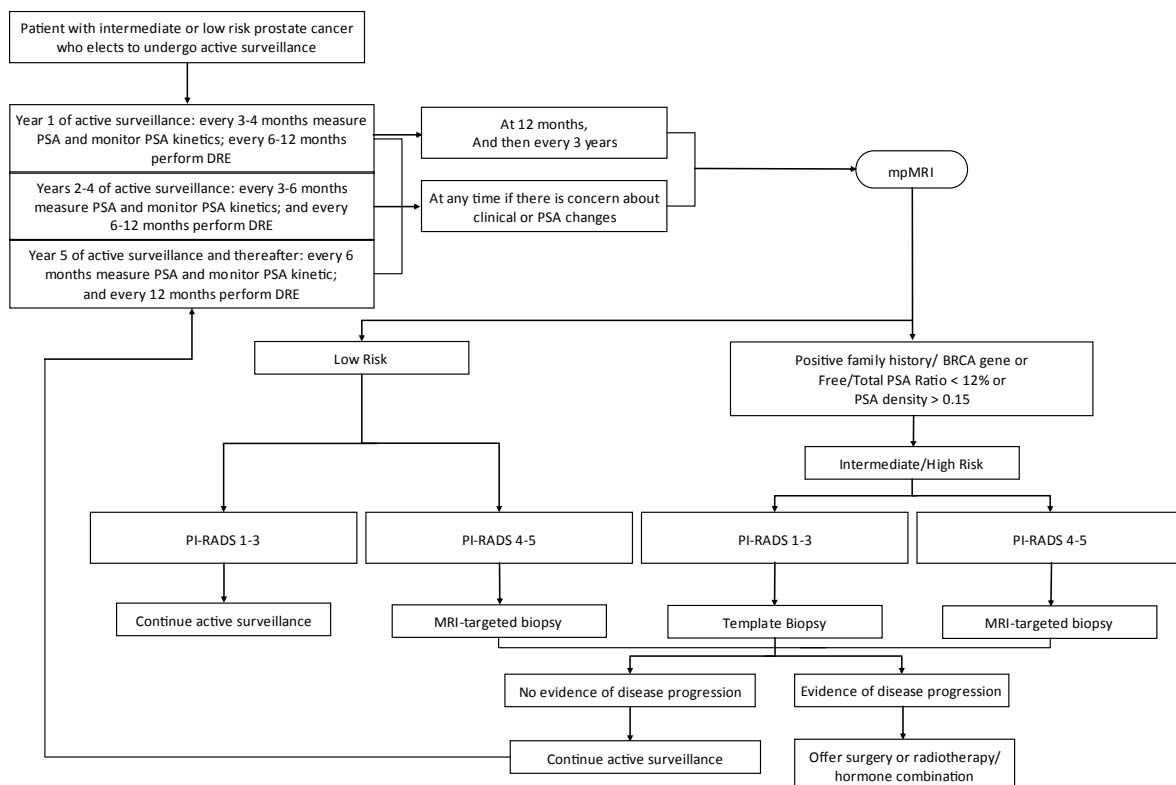 Patient with intermediate or low risk prostate cancer
who elects to undergo active surveillance
Year 1 of active surveillance: every 3-4 months measure
PSA and monitor PSA kinetics; every 6-12 months
perform DRE
At 12 months,
And then every 3 years
mpMRI
Years 2-4 of active surveillance: every 3-6 months
measure PSA and monitor PSA kinetics; and every
6-12 months perform DRE
At any time if there is concern about
clinical or PSA changes
Year 5 of active surveillance and thereafter: every 6
months measure PSA and monitor PSA kinetic;
and every 12 months perform DRE
Low Risk
Positive family history/ BRCA gene or
Free/Total PSA Ratio < 12% or
PSA density > 0.15
Intermediate/High Risk
PI-RADS 1-3
PI-RADS 4-5
PI-RADS 1-3
PI-RADS 4-5
Continue active surveillance
MRI-targeted biopsy
Template Biopsy
MRI-targeted biopsy
No evidence of disease progression
Evidence of disease progression
Continue active surveillance
Offer surgery or radiotherapy/
hormone combination